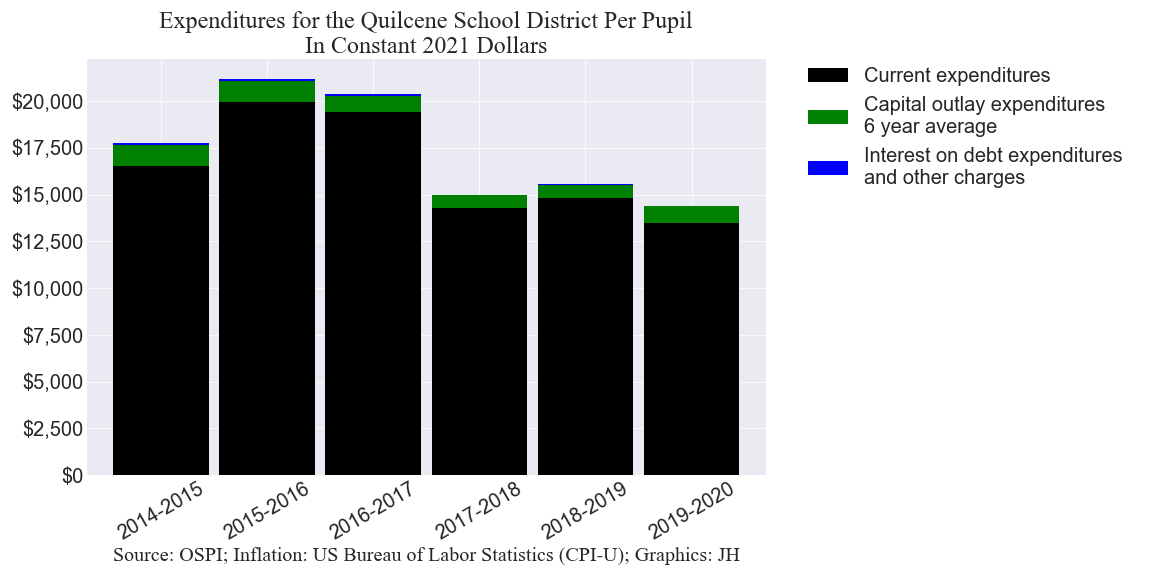 Expenditures for the Quilcene School District Per Pupil
In Constant 2021 Dollars
Current expenditures
Capital outlay expenditures
6 year average
Interest on debt expenditures
and other charges
$20,000
$17,500
$15,000
$12,500
$10,000
$7,500
$5,000
$2,500
$0
2014-2015
2015-2016
2016-2017
2017-2018
2018-2019
2019-2020
Source: OSPI; Inflation: US Bureau of Labor Statistics (CPI-U); Graphics: JH